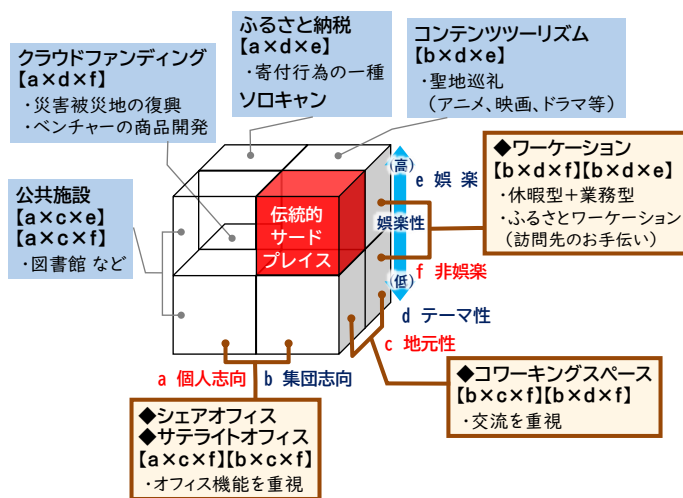 クラウドファンディング
【a×d×f】
・災害被災地の復興
・ベンチャーの商品開発
ふるさと納税
【a×d×e】
・寄付行為の一種
ソロキャン
コンテンツツーリズム
【b×d×e】
・聖地巡礼
（アニメ、映画、ドラマ等）
公共施設
【a×c×e】
【a×c×f】
・図書館 など
伝統的
サード
プレイス
(高)
娯楽性
(低)
e 娯 楽
f 非娯楽
d テーマ性
c 地元性
a 個人志向
b 集団志向
◆ワーケーション
【b×d×f】【b×d×e】
・休暇型＋業務型
・ふるさとワーケーション
（訪問先のお手伝い）
◆コワーキングスペース
【b×c×f】【b×d×f】
・交流を重視
◆シェアオフィス
◆サテライトオフィス
【a×c×f】【b×c×f】
・オフィス機能を重視